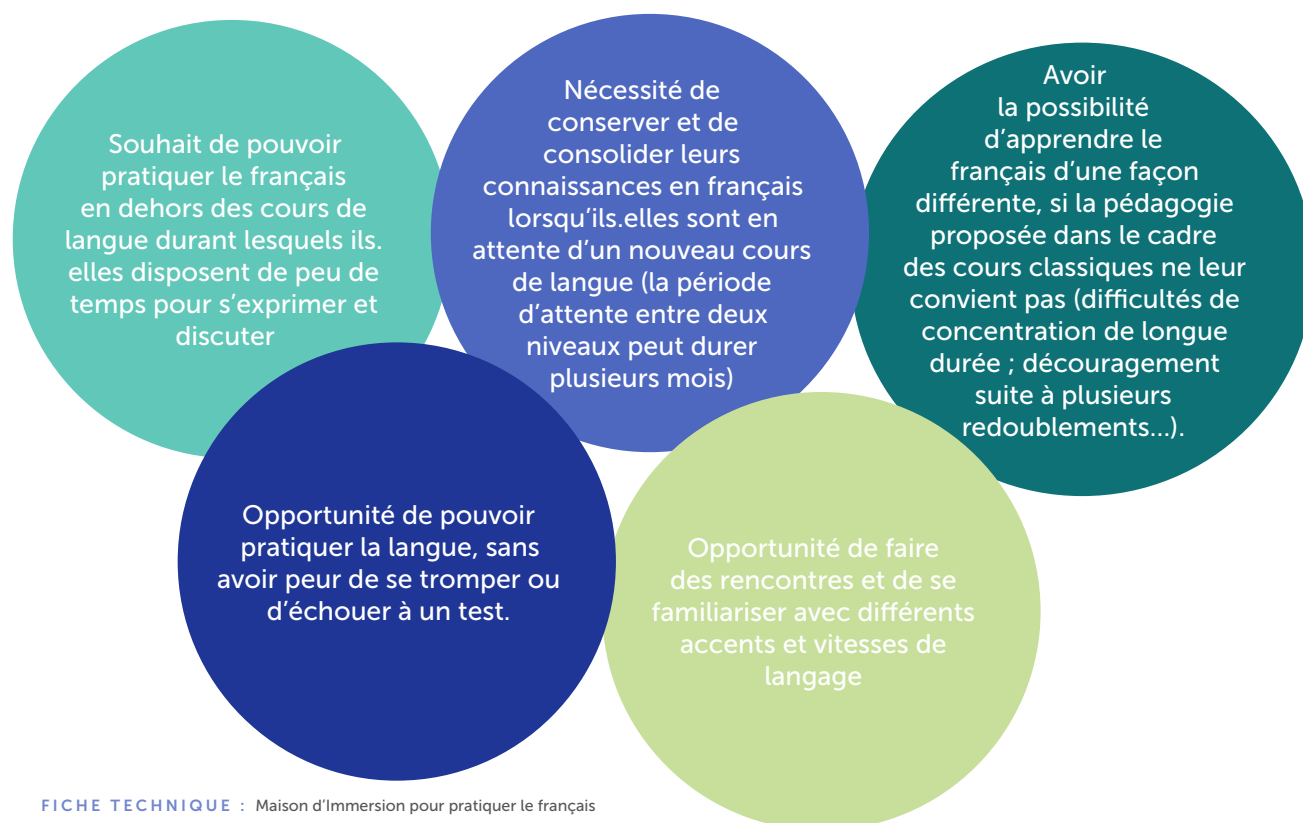 Souhait de pouvoir
pratiquer le français
en dehors des cours de
langue durant lesquels ils.
elles disposent de peu de
temps pour s’exprimer et
discuter
Nécessité de
conserver et de
consolider leurs
connaissances en français
lorsqu’ils.elles sont en
attente d’un nouveau cours
de langue (la période
d’attente entre deux
niveaux peut durer
plusieurs mois)
Avoir
la possibilité
d’apprendre le
français d’une façon
différente, si la pédagogie
proposée dans le cadre
des cours classiques ne leur
convient pas (difficultés de
concentration de longue
durée ; découragement
suite à plusieurs
redoublements...).
Opportunité de pouvoir
pratiquer la langue, sans
avoir peur de se tromper ou
d’échouer à un test.
Opportunité de faire
des rencontres et de se
familiariser avec différents
accents et vitesses de
langage
FICHE TECHNIQUE : Maison d’Immersion pour pratiquer le français